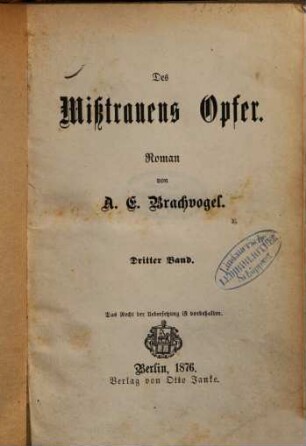 Des
Mißtrauens Opfer.
Roman
von
A. E. Brachvogel.
Dritter Band.
Das Recht der Uebersetzung ist vorbehalten.
Berlin, 1876.
Verlag von Otto Janke.